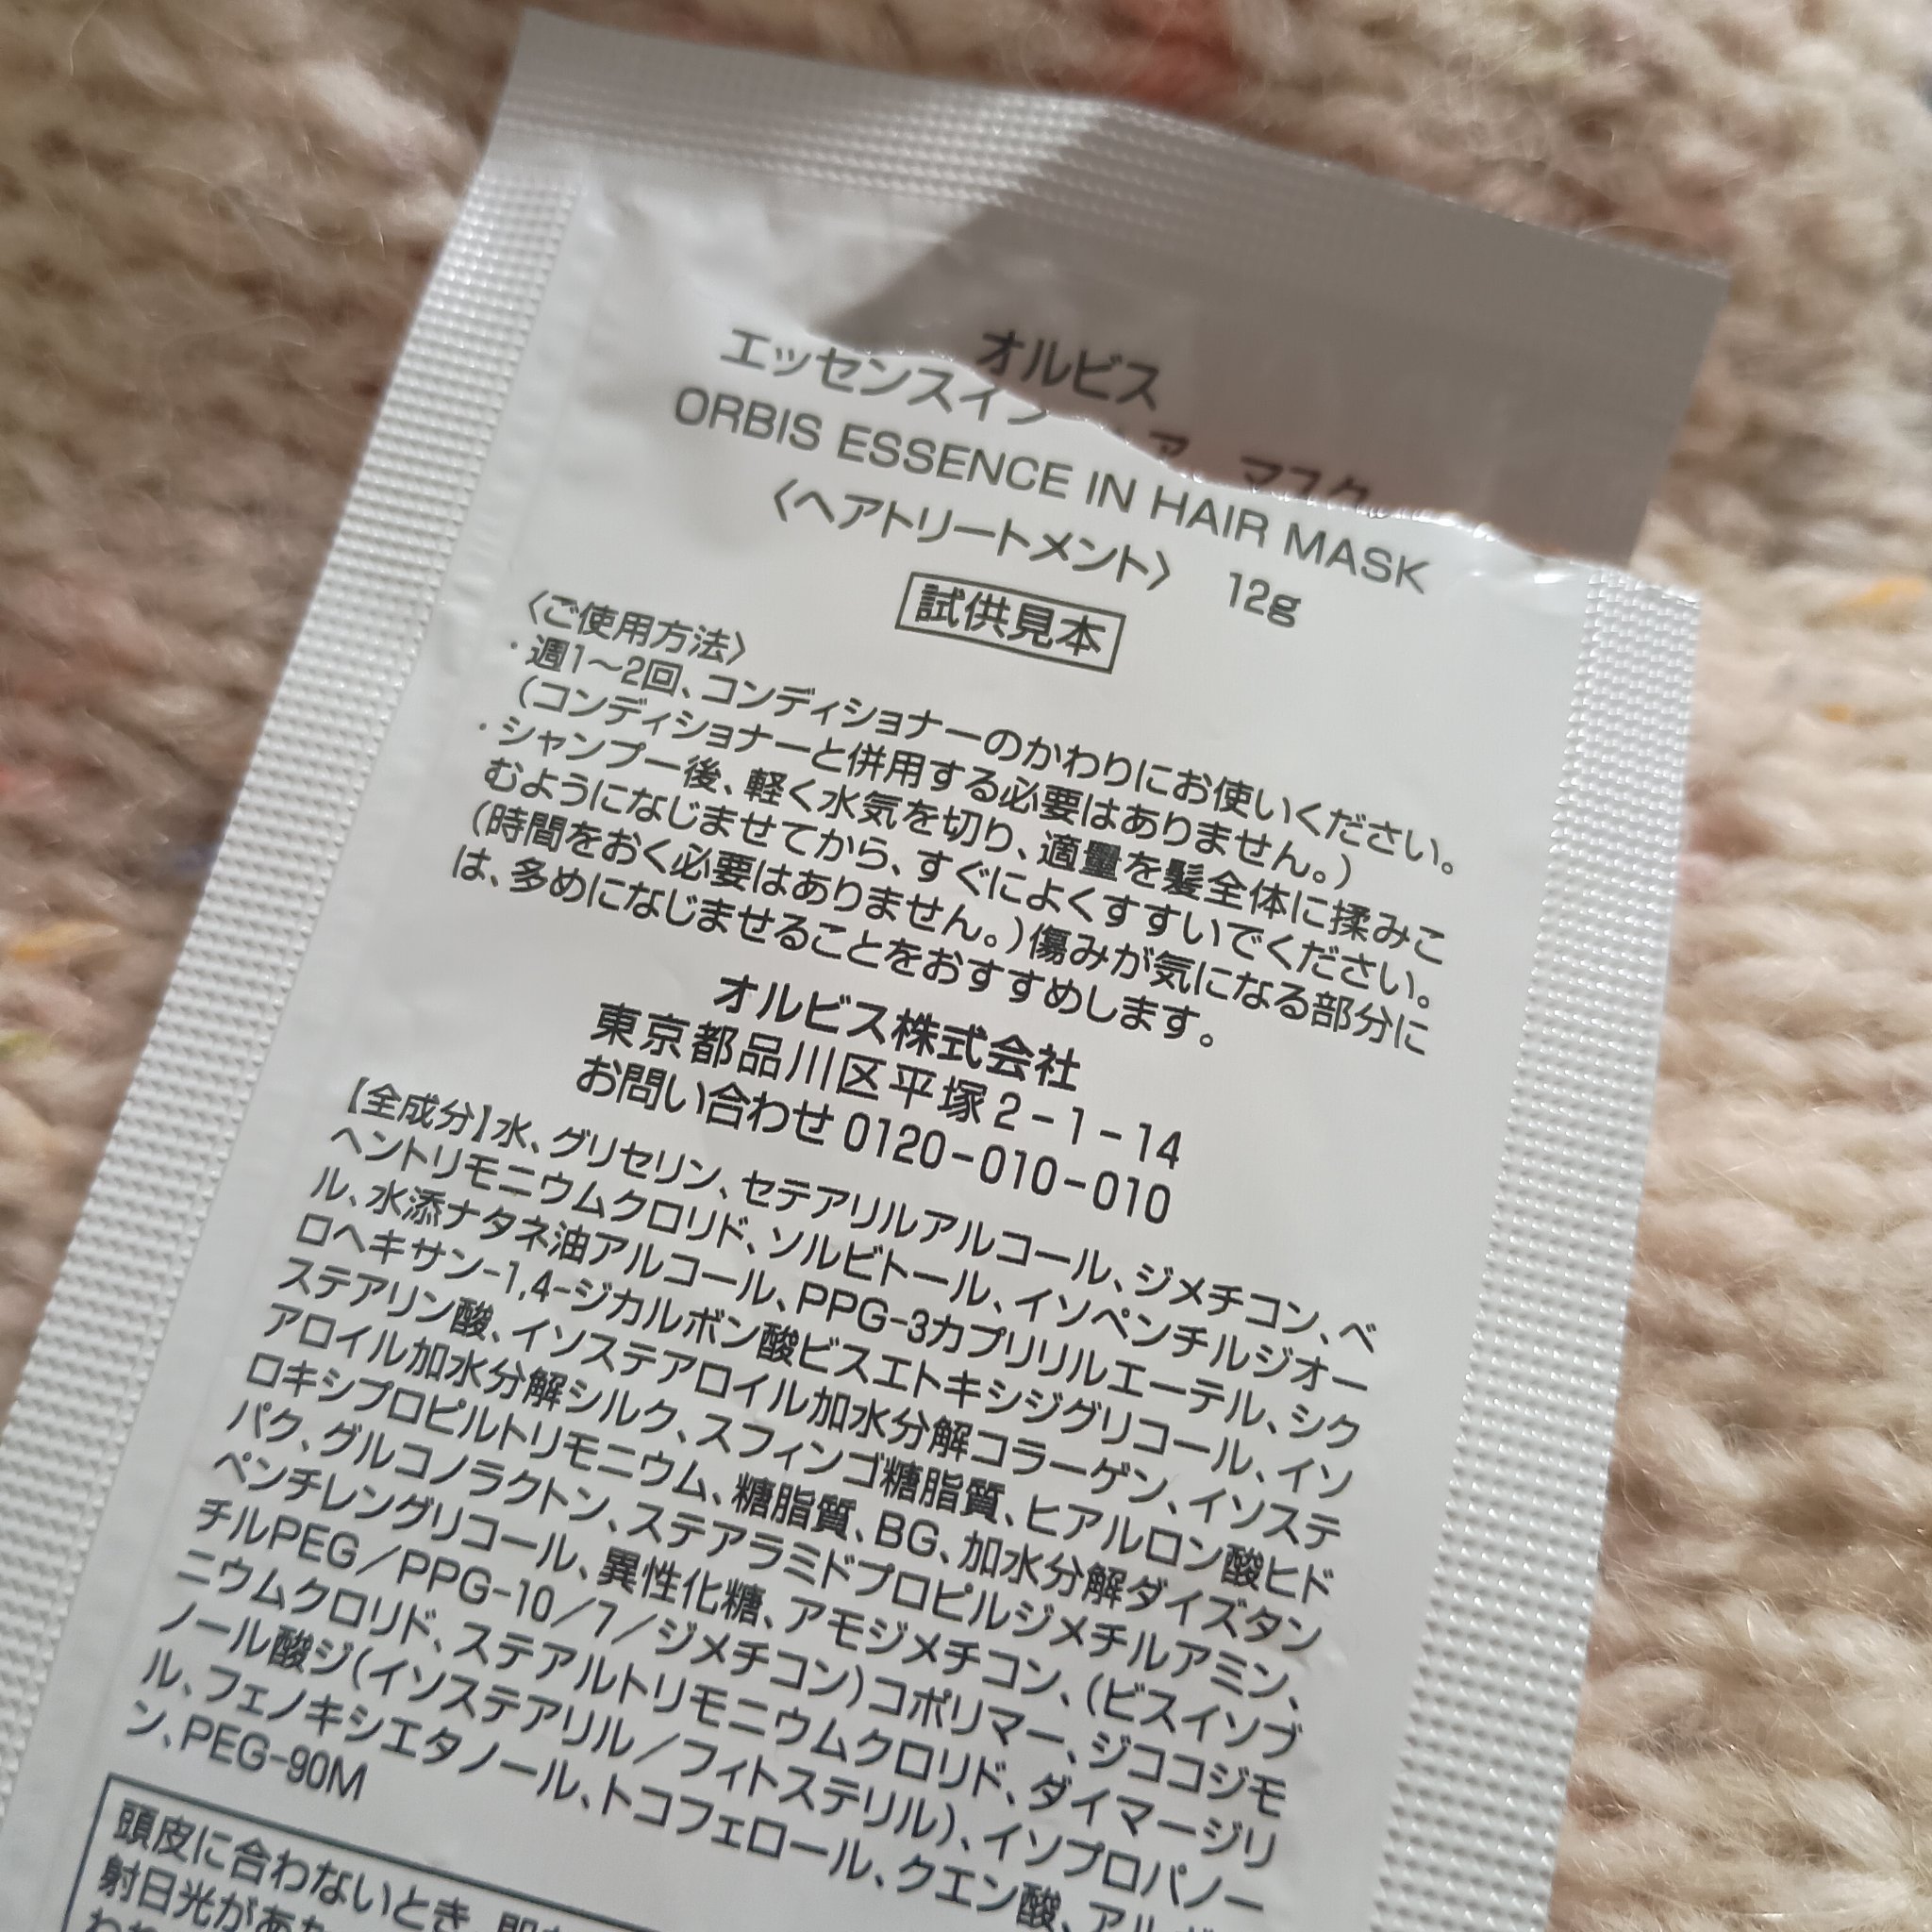 オルビス
エッセンスイン ヘア マスク
ORBIS ESSENCE IN HAIR MASK
〈ヘアトリートメント〉 12g
試供見本
〈ご使用方法〉
・週1〜2回、コンディショナーのかわりにお使いください。
(コンディショナーと併用する必要はありません。)
・シャンプー後、軽く水気を切り、適量を髪全体に揉みこ
むようになじませてから、すぐによくすすいでください。
(時間をおく必要はありません。)傷みが気になる部分に
は、多めになじませることをおすすめします。
オルビス株式会社
東京都品川区平塚2-1-14
お問い合わせ 0120-010-010
【全成分】水、グリセリン、セテアリルアルコール、ジメチコン、ベ
ヘントリモニウムクロリド、ソルビトール、イソペンチルジオー
ル、水添ナタネ油アルコール、PPG-3カプリリルエーテル、シク
ロヘキサン-1,4-ジカルボン酸ビスエトキシジグリコール、イソ
ステアリン酸、イソステアロイル加水分解コラーゲン、イソステ
アロイル加水分解シルク、スフィンゴ糖脂質、ヒアルロン酸ヒド
ロキシプロピルトリモニウム、糖脂質、BG、加水分解ダイズタン
パク、グルコノラクトン、ステアラミドプロピルジメチルアミン、
ペンチレングリコール、異性化糖、アモジメチコン、(ビスイソブ
チルPEG/PPG-10/7/ジメチコン)コポリマー、ジココジモ
ニウムクロリド、ステアルトリモニウムクロリド、ダイマージリ
ノール酸ジ(イソステアリル/フィトステリル)、イソプロパノー
ル、フェノキシエタノール、トコフェロール、クエン酸、アル
ン、PEG-90M
頭皮に合わないとき
射日光があ